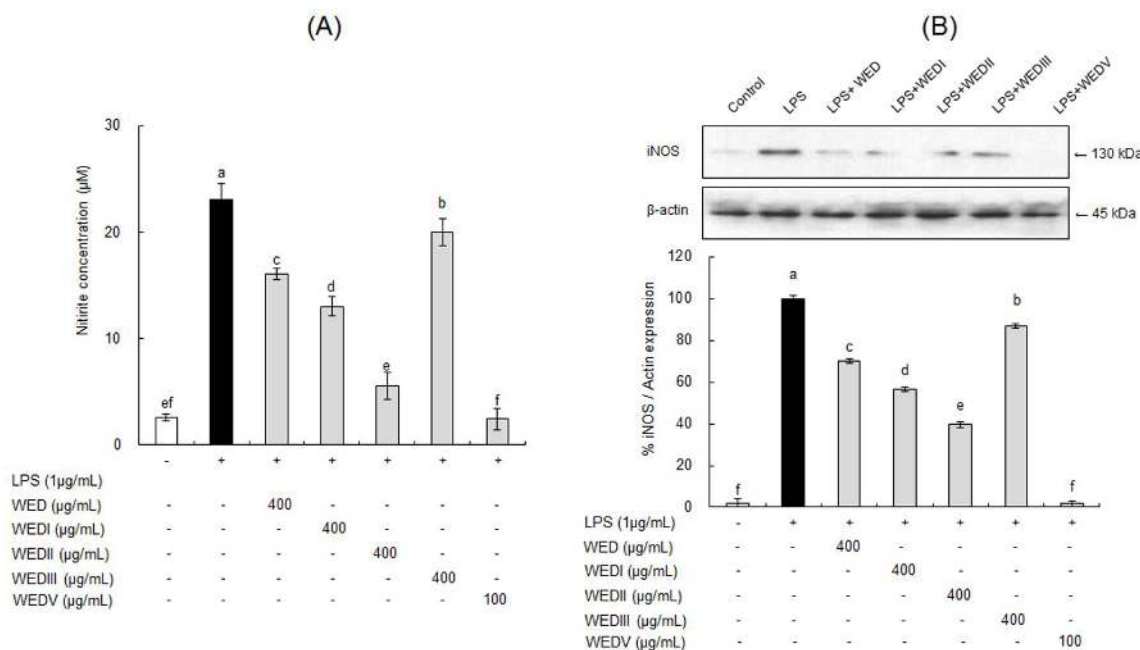 (A)
Nitirite concentration (µM)
30
20
10
0
ef
a
c
d
e
b
f
- + + + + + +
LPS (1µg/mL)
WED (µg/mL) - - 400 - - - -
WEDI (µg/mL) - - - 400 - - -
WEDII (µg/mL) - - - - 400 - -
WEDIII (µg/mL) - - - - - 400 -
WEDV (µg/mL) - - - - - - 100
(B)
Control LPS LPS+ WED LPS+WEDI LPS+WEDII LPS+WEDIII LPS+WEDV
iNOS ← 130 kDa
β-actin ← 45 kDa
% iNOS / Actin expression
120
100
80
60
40
20
0
f
a
c
d
e
b
f
LPS (1µg/mL) - + + + + + +
WED (µg/mL) - - 400 - - - -
WEDI (µg/mL) - - - 400 - - -
WEDII (µg/mL) - - - - 400 - -
WEDIII (µg/mL) - - - - - 400 -
WEDV (µg/mL) - - - - - - 100